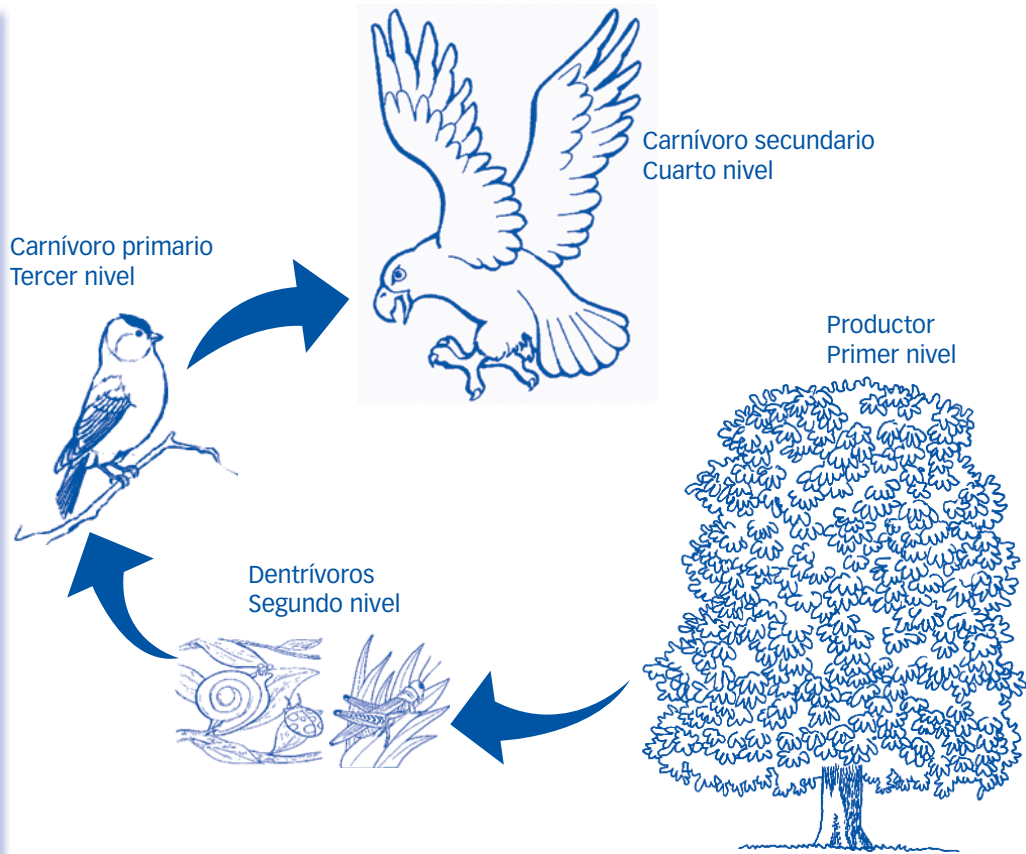 Carnívoro secundario
Cuarto nivel
Carnívoro primario
Tercer nivel
Productor
Primer nivel
Dentrívoros
Segundo nivel